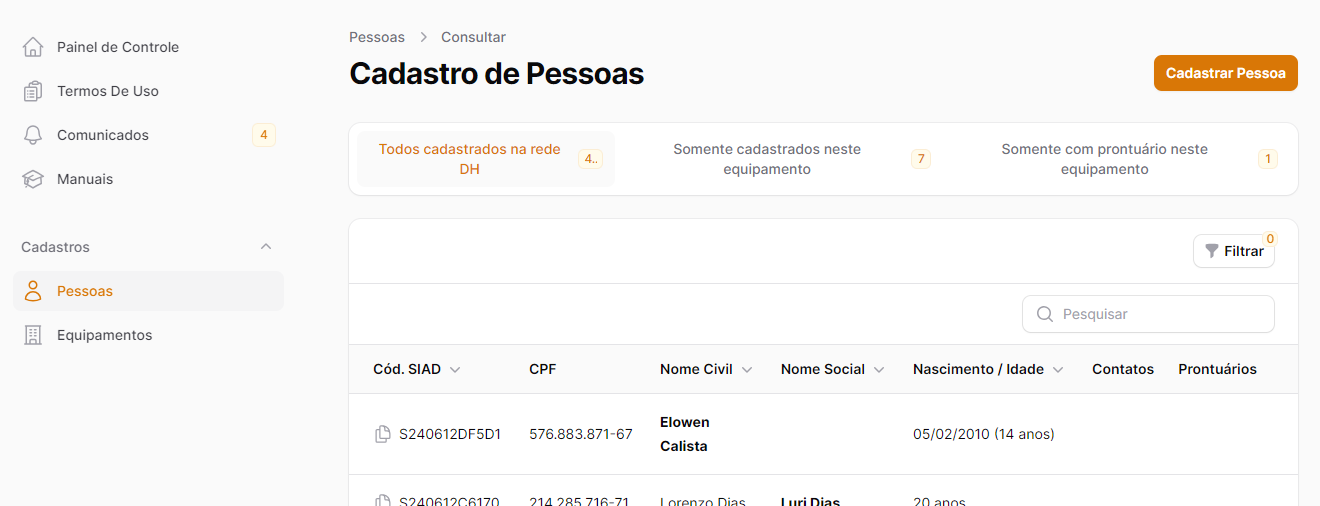 Painel de Controle
Termos De Uso
Comunicados 4
Manuais
Cadastros
Pessoas
Equipamentos
Pessoas > Consultar
Cadastro de Pessoas
Cadastrar Pessoa
Todos cadastrados na rede
DH
4..
Somente cadastrados neste
equipamento
7
Somente com prontuário neste
equipamento
1
Filtrar 0
Pesquisar
Cód. SIAD CPF Nome Civil Nome Social Nascimento / Idade Contatos Prontuários
S240612DF5D1 576.883.871-67 Elowen Calista 05/02/2010 (14 anos)
S240612C6170 214.285.716-71 Lorenzo Dias Luri Dias 20 anos